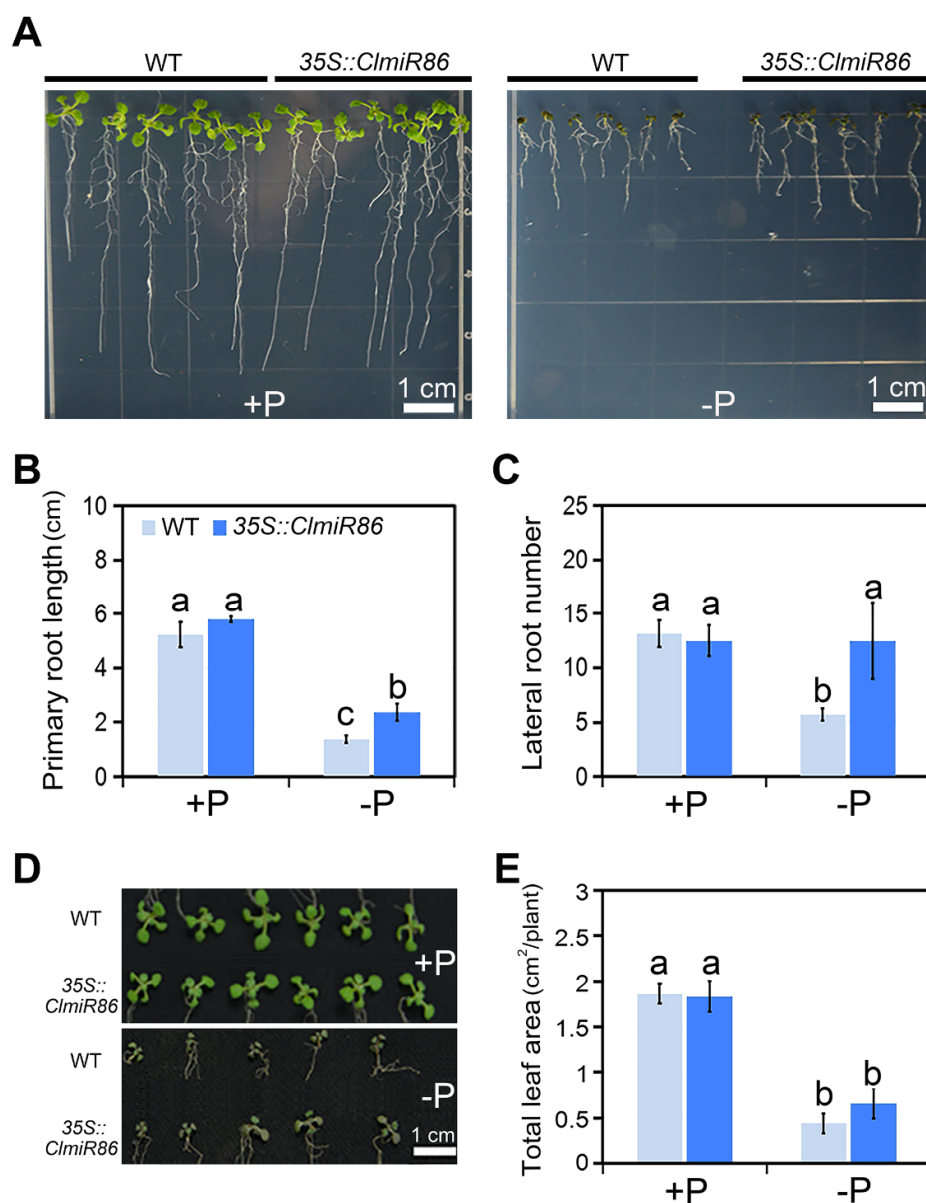 A
WT 35S::ClmiR86 WT 35S::ClmiR86
+P 1 cm -P 1 cm
B
Primary root length (cm)
10
8
6
4
2
0
WT 35S::ClmiR86
a a c b
+P -P
C
Lateral root number
25
20
15
10
5
0
a a b a
+P -P
D
WT
+P
35S::
ClmiR86
WT
-P
35S::
ClmiR86
1 cm
E
Total leaf area (cm²/plant)
3
2.5
2
1.5
1
0.5
0
a a b b
+P -P